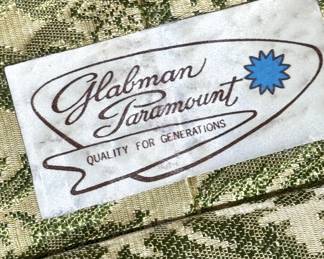 Glabman
Paramount
QUALITY FOR GENERATIONS